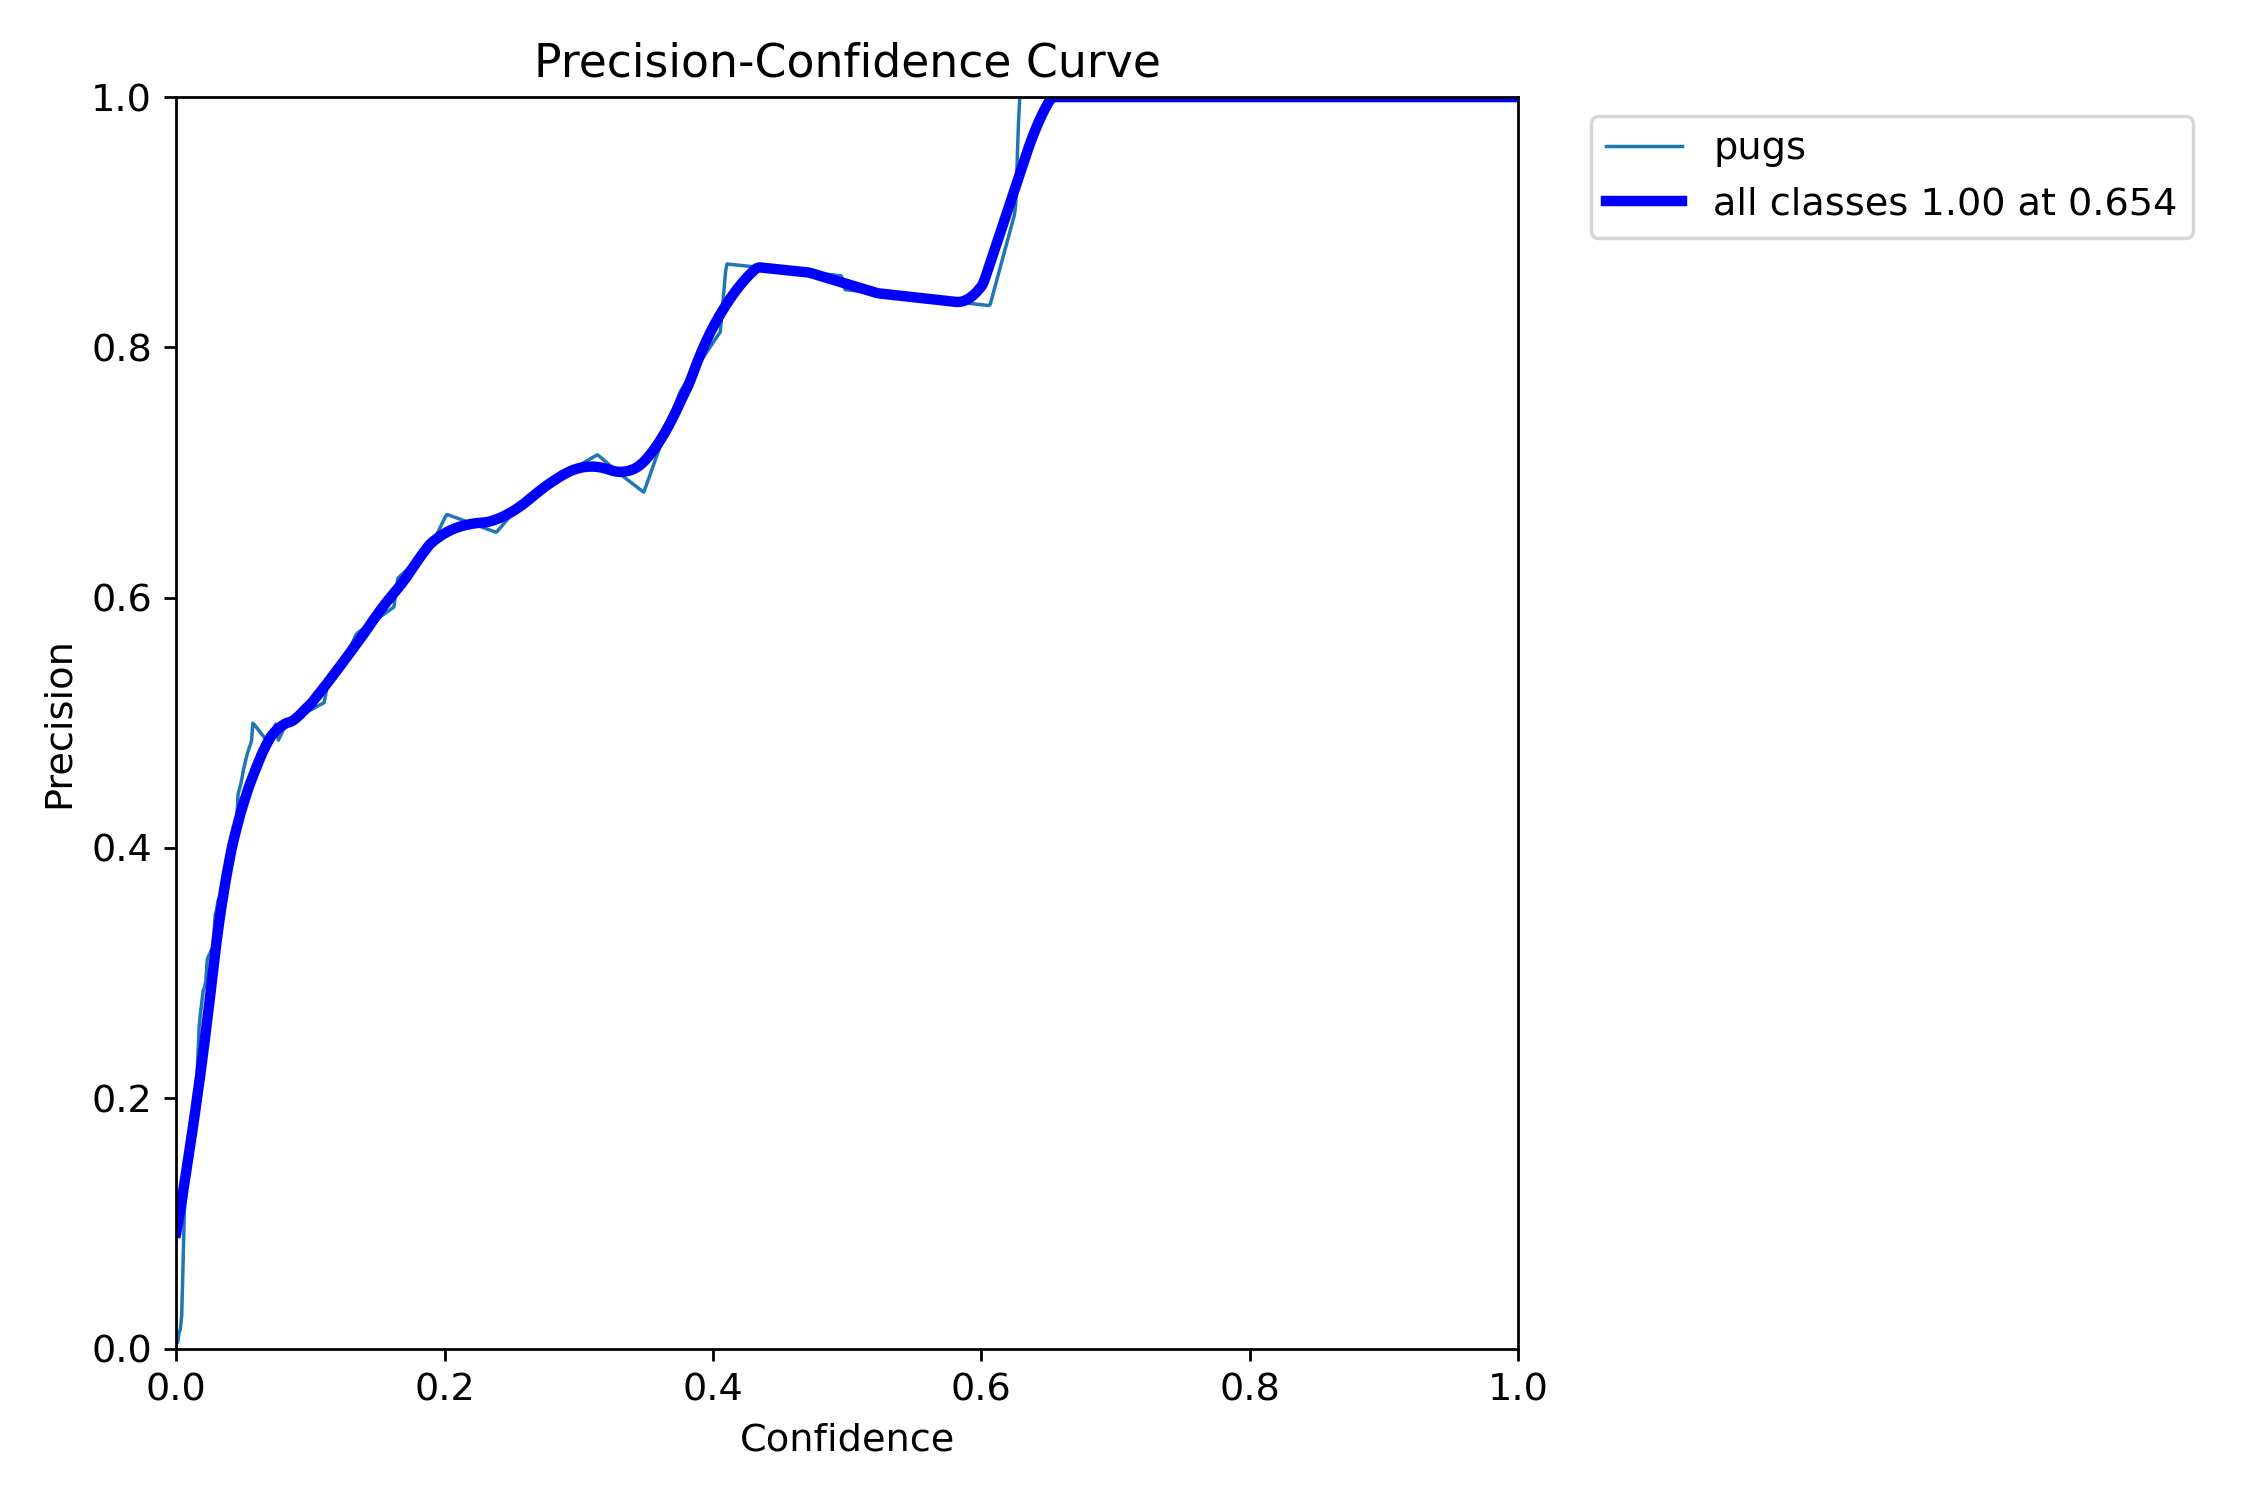 Precision-Confidence Curve
1.0
0.8
0.6
0.4
0.2
0.0
Precision
0.0 0.2 0.4 0.6 0.8 1.0
Confidence
pugs
all classes 1.00 at 0.654